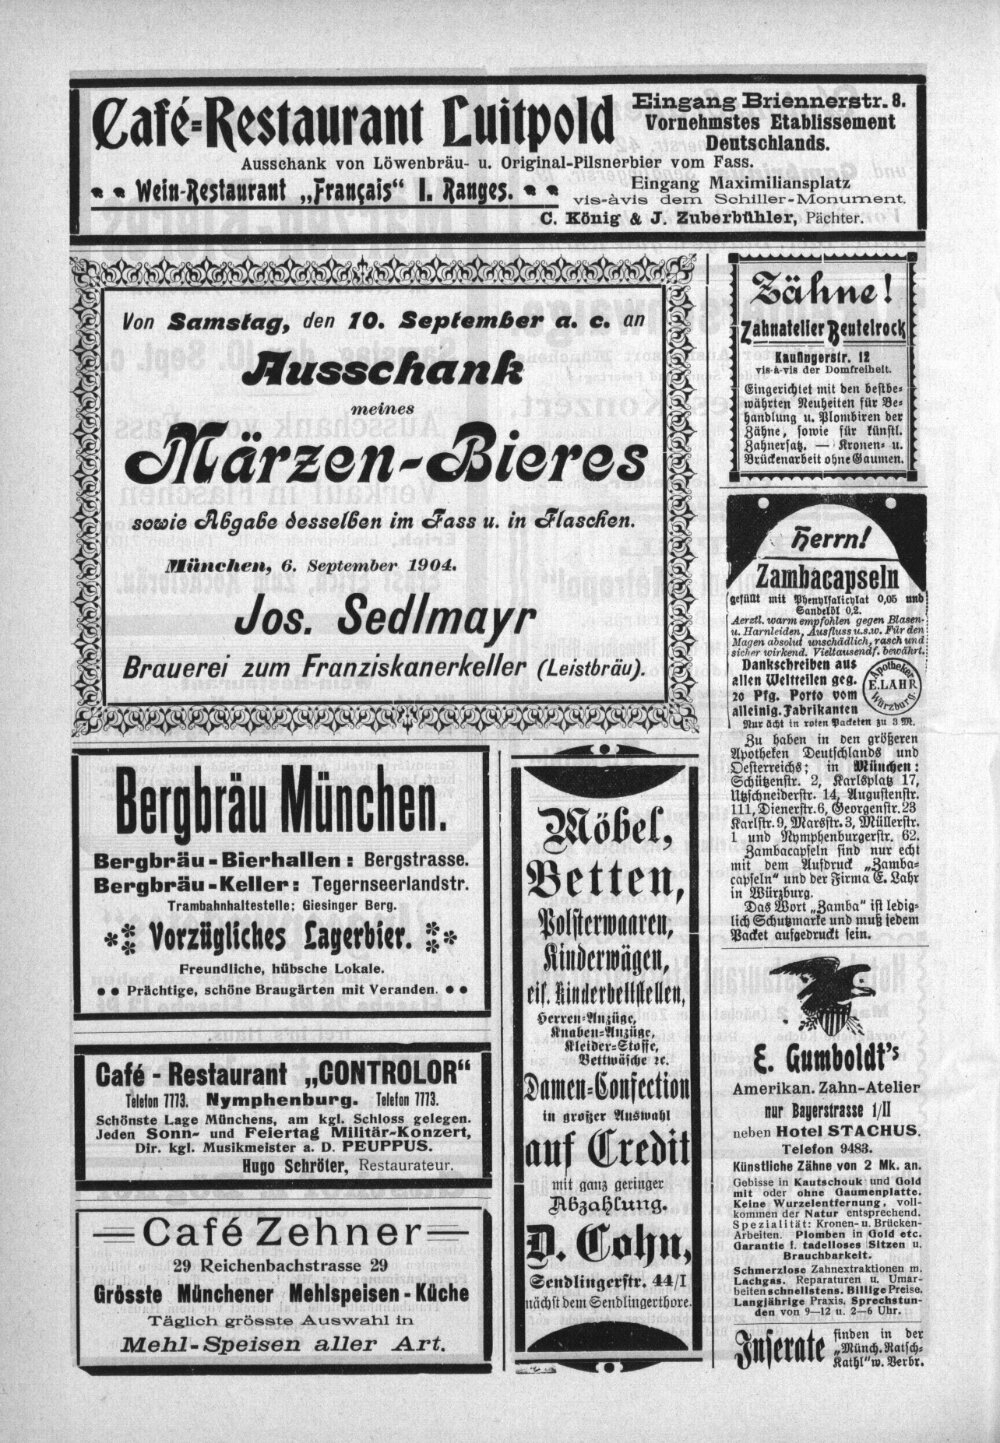 Café-Restaurant Luitpold
Eingang Briennerstr. 8.
Vornehmstes Etablissement
Deutschlands.
Ausschank von Löwenbräu- u. Original-Pilsnerbier vom Fass.
Wein-Restaurant „Français“ I. Ranges.
Eingang Maximiliansplatz
vis-àvis dem Schiller-Monument.
C. König & J. Zuberbühler, Pächter.
Von Samstag, den 10. September a. c. an
Ausschank
meines
Märzen-Bieres
sowie Abgabe desselben im Fass u. in Flaschen.
München, 6. September 1904.
Jos. Sedlmayr
Brauerei zum Franziskanerkeller (Leistbräu).
Bergbräu München.
Bergbräu-Bierhallen: Bergstrasse.
Bergbräu-Keller: Tegernseerlandstr.
Trambahnhaltestelle: Giesinger Berg.
Vorzügliches Lagerbier.
Freundliche, hübsche Lokale.
Prächtige, schöne Braugärten mit Veranden.
Café - Restaurant „CONTROLOR“
Telefon 7773. Nymphenburg. Telefon 7773.
Schönste Lage Münchens, am kgl. Schloss gelegen.
Jeden Sonn- und Feiertag Militär-Konzert,
Dir. kgl. Musikmeister a. D. PEUPPUS.
Hugo Schröter, Restaurateur.
Café Zehner
29 Reichenbachstrasse 29
Grösste Münchener Mehlspeisen - Küche
Täglich grösste Auswahl in
Mehl-Speisen aller Art.
Möbel,
Betten,
Polsterwaaren,
Kinderwägen,
eis. Kinderbettstellen,
Herren-Anzüge,
Knaben-Anzüge,
Kleider-Stoffe,
Bettwäsche ꝛc.
Damen-Confection
in großer Auswahl
auf Credit
mit ganz geringer
Abzahlung.
D. Cohn,
Sendlingerstr. 44/I
nächst dem Sendlingerthore.
Zähne!
Zahnatelier Beutelrock
Kaufingerstr. 12
vis-à-vis der Domfreiheit.
Eingerichtet mit den bestbe-
währten Neuheiten für Be-
handlung u. Plombiren der
Zähne, sowie für künstl.
Zahnersatz. — Kronen- u.
Brückenarbeit ohne Gaumen.
Herrn!
Zambacapseln
gefüllt mit Phenylsalicylat 0,05 und
Sandelöl 0,2.
Aerztl. warm empfohlen gegen Blasen-
u. Harnleiden, Ausfluss u.s.w. Für den
Magen absolut unschädlich, rasch und
sicher wirkend. Vieltausendf. bewährt.
Dankschreiben aus
allen Weltteilen geg.
20 Pfg. Porto vom
alleinig. Fabrikanten
Apotheker
E. LAHR
Würzburg
Nur ächt in roten Packeten zu 3 M.
Zu haben in den größeren
Apotheken Deutschlands und
Oesterreichs; in München:
Schützenstr. 2, Karlsplatz 17,
Utzschneiderstr. 14, Augustenstr.
111, Dienerstr. 6, Georgenstr. 23
Karlstr. 9, Marsstr. 3, Müllerstr.
1 und Nymphenburgerstr. 62.
Zambacapseln sind nur echt
mit dem Aufdruck „Zamba-
capseln“ und der Firma E. Lahr
in Würzburg.
Das Wort „Zamba“ ist ledig-
lich Schutzmarke und muß jedem
Packet aufgedruckt sein.
E. Gumboldt's
Amerikan. Zahn-Atelier
nur Bayerstrasse 1/II
neben Hotel STACHUS.
Telefon 9483.
Künstliche Zähne von 2 Mk. an.
Gebisse in Kautschouk und Gold
mit oder ohne Gaumenplatte.
Keine Wurzelentfernung, voll-
kommen der Natur entsprechend.
Spezialität: Kronen- u. Brücken-
Arbeiten. Plomben in Gold etc.
Garantie f. tadelloses Sitzen u.
Brauchbarkeit.
Schmerzlose Zahnextraktionen m.
Lachgas. Reparaturen u. Umar-
beiten schnellstens. Billige Preise.
Langjährige Praxis. Sprechstun-
den von 9—12 u. 2—6 Uhr.
Inserate finden in der
„Münch. Ratsch-
Kathl“ w. Verbr.